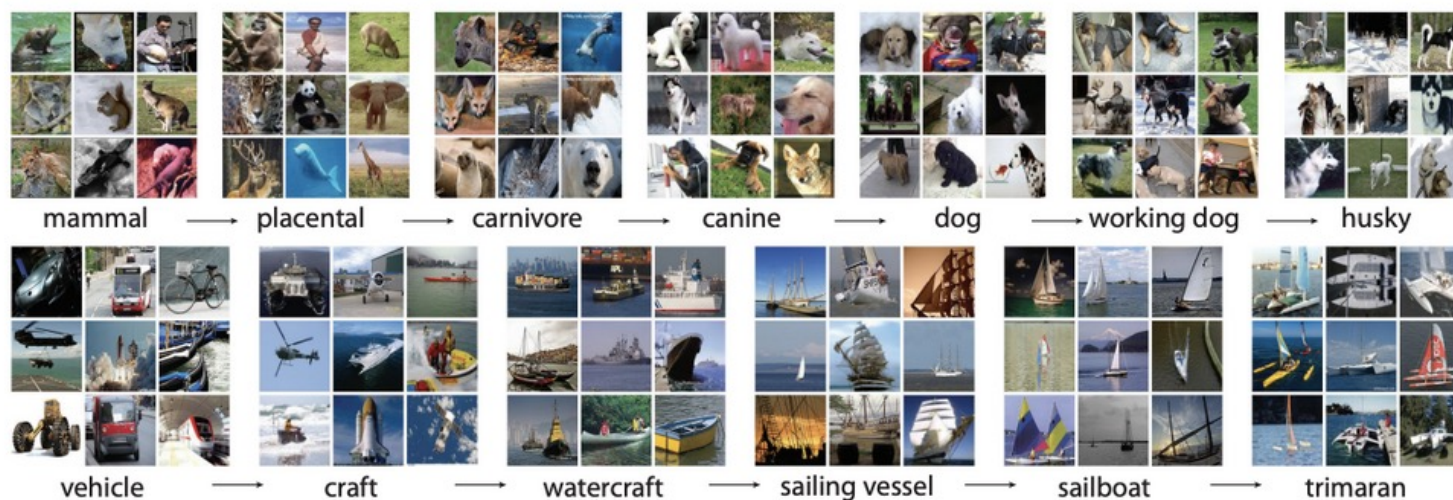 mammal → placental → carnivore → canine → dog → working dog → husky
vehicle → craft → watercraft → sailing vessel → sailboat → trimaran